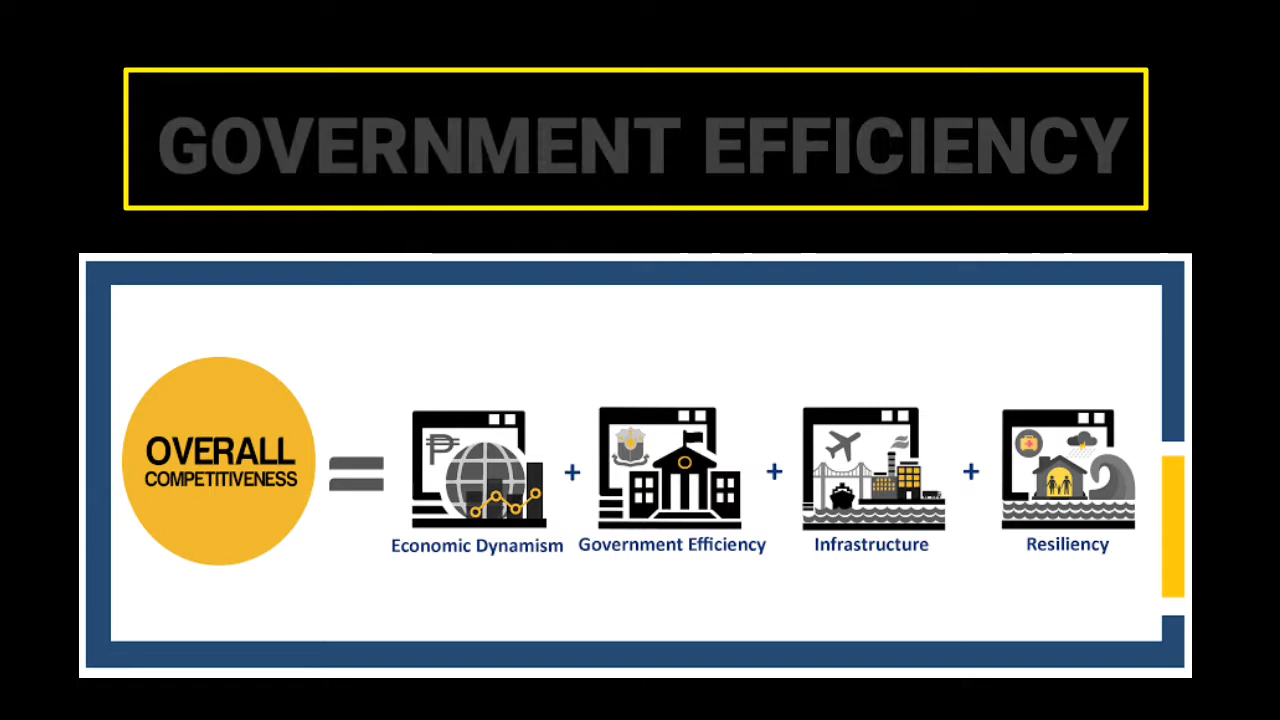 GOVERNMENT EFFICIENCY
OVERALL
COMPETITIVENESS
=
Economic Dynamism
+
Government Efficiency
+
Infrastructure
+
Resiliency